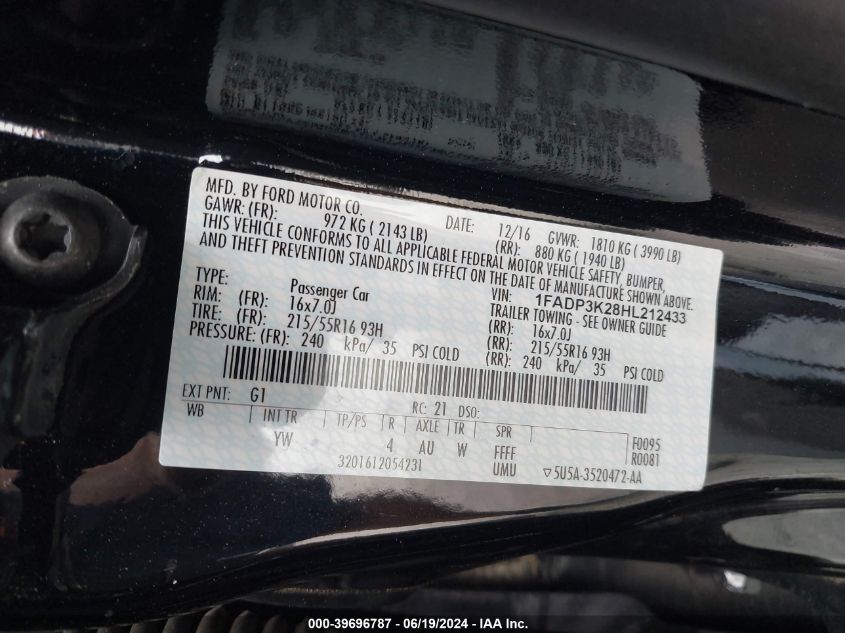 MFD. BY FORD MOTOR CO.
DATE: 12/16 GVWR: 1810 KG ( 3990 LB)
GAWR: (FR): 972 KG ( 2143 LB) (RR): 880 KG ( 1940 LB)
THIS VEHICLE CONFORMS TO ALL APPLICABLE FEDERAL MOTOR VEHICLE SAFETY, BUMPER,
AND THEFT PREVENTION STANDARDS IN EFFECT ON THE DATE OF MANUFACTURE SHOWN ABOVE.
VIN: 1FADP3K28HL212433
TYPE: Passenger Car TRAILER TOWING - SEE OWNER GUIDE
RIM: (FR): 16x7.0J (RR): 16x7.0J
TIRE: (FR): 215/55R16 93H (RR): 215/55R16 93H
PRESSURE: (FR): 240 kPa/ 35 PSI COLD (RR): 240 kPa/ 35 PSI COLD
EXT PNT: G1 RC: 21 DSO:
WB INT TR TP/PS R AXLE TR SPR F0095
YW 4 AU W FFFF R0081
3201612054231 UMU ▽5U5A-3520472-AA
000-39696787 - 06/19/2024 - IAA Inc.